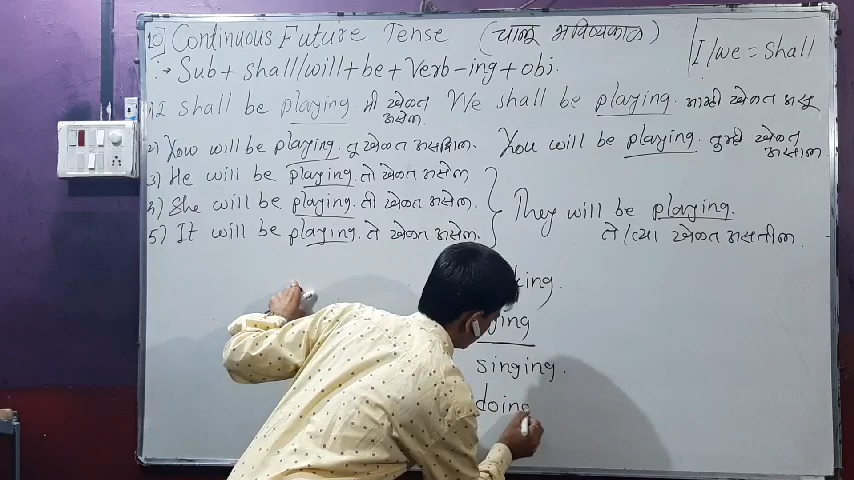 10) Continuous Future Tense (चालू भविष्यकाळ)
I/we = Shall
→ Sub + shall/will + be + Verb-ing + obj.
1) I shall be playing मी खेळत असेन. We shall be playing. आम्ही खेळत असू
2) You will be playing. तू खेळत असशील. You will be playing. तुम्ही खेळत असाल.
3) He will be playing. तो खेळत असेल.
4) She will be playing. ती खेळत असेल.
They will be playing.
5) It will be playing. ते खेळत असेल.
ते/त्या खेळत असतील.
singing.
doing